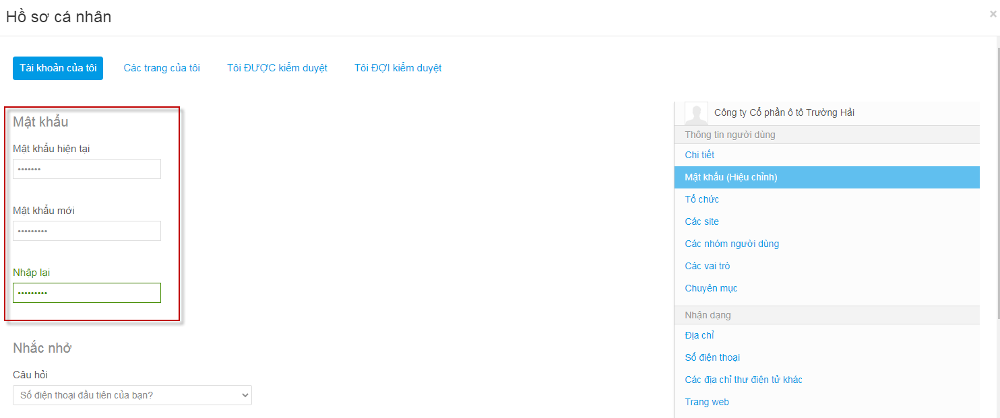 Hồ sơ cá nhân
×
Tài khoản của tôi
Các trang của tôi
Tôi ĐƯỢC kiểm duyệt
Tôi ĐỢI kiểm duyệt
Mật khẩu
Mật khẩu hiện tại
•••••••
Mật khẩu mới
•••••••••
Nhập lại
•••••••••
Nhắc nhở
Câu hỏi
Số điện thoại đầu tiên của bạn?
Công ty Cổ phần ô tô Trường Hải
Thông tin người dùng
Chi tiết
Mật khẩu (Hiệu chỉnh)
Tổ chức
Các site
Các nhóm người dùng
Các vai trò
Chuyên mục
Nhận dạng
Địa chỉ
Số điện thoại
Các địa chỉ thư điện tử khác
Trang web